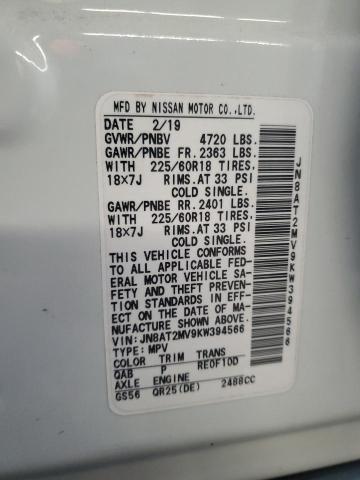 MFD BY NISSAN MOTOR CO.,LTD.
DATE 2/19
GVWR/PNBV 4720 LBS.
GAWR/PNBE FR. 2363 LBS.
WITH 225/60R18 TIRES.
18×7J RIMS.AT 33 PSI
COLD SINGLE.
GAWR/PNBE RR. 2401 LBS.
WITH 225/60R18 TIRES.
18×7J RIMS.AT 33 PSI
COLD SINGLE.
THIS VEHICLE CONFORMS
TO ALL APPLICABLE FED-
ERAL MOTOR VEHICLE SA-
FETY AND THEFT PREVEN-
TION STANDARDS IN EFF-
ECT ON THE DATE OF MA-
NUFACTURE SHOWN ABOVE.
VIN: JN8AT2MV9KW394566
TYPE: MPV
COLOR TRIM TRANS
QAB P RE0F10D
AXLE ENGINE
GS56 QR25(DE) 2488CC
JN8AT2MV9KW394566